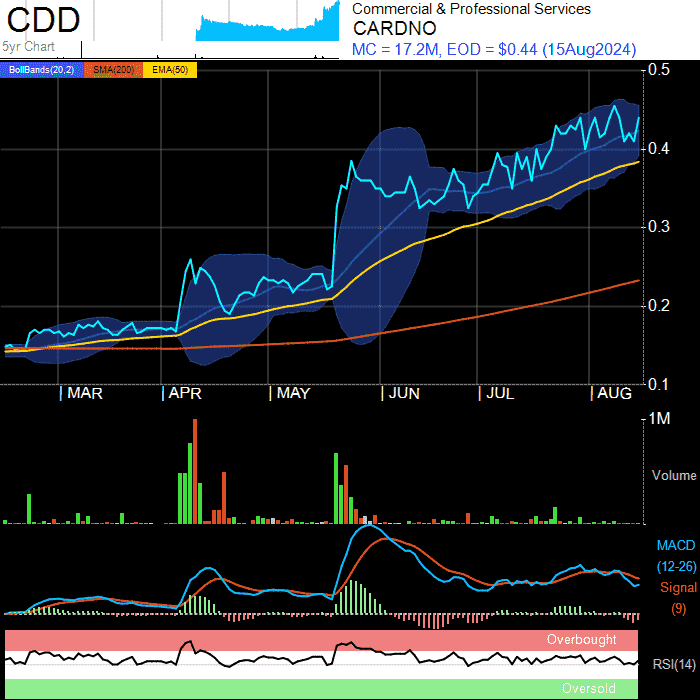 CDD
5yr Chart
Commercial & Professional Services
CARDNO
MC = 17.2M, EOD = $0.44 (15Aug2024)
BollBands(20,2) SMA(200) EMA(50)
0.5
0.4
0.3
0.2
0.1
MAR APR MAY JUN JUL AUG
1M
Volume
MACD
(12-26)
Signal
(9)
Overbought
RSI(14)
Oversold